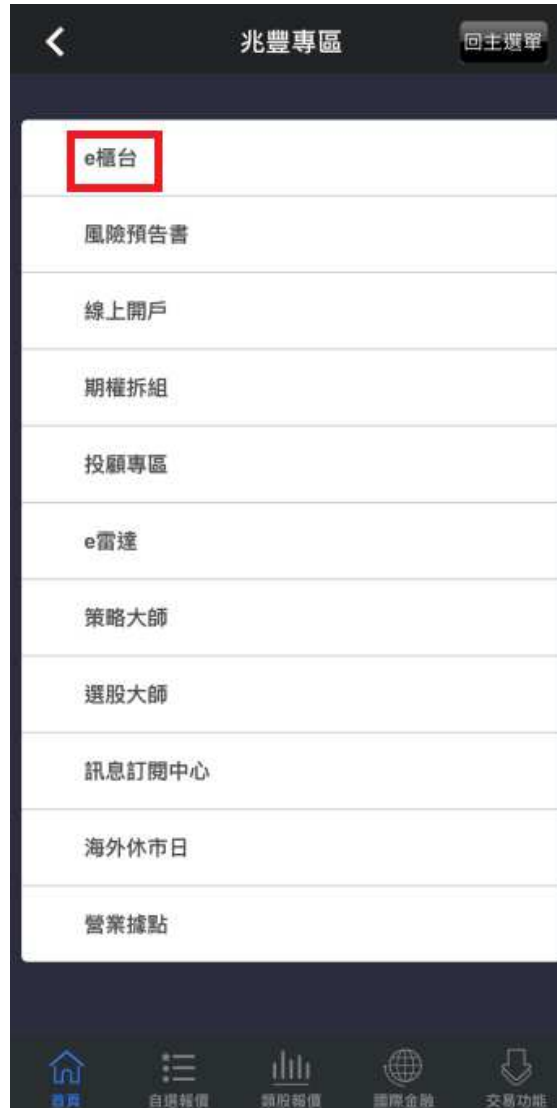 兆豐專區
回主選單
e櫃台
風險預告書
線上開戶
期權拆組
投顧專區
e雷達
策略大師
選股大師
訊息訂閱中心
海外休市日
營業據點
首頁
自選報價
類股報價
國際金融
交易功能